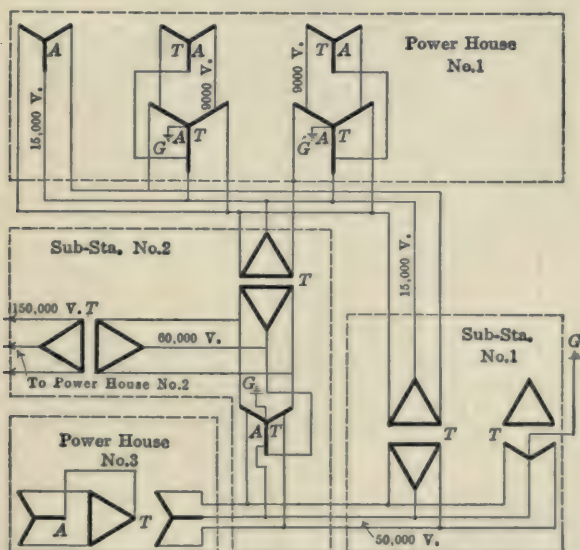 A
T A
T A
Power House
No.1
15,000 V.
9000 V.
9000 V.
G
A T
G
A T
Sub-Sta. No.2
T
15,000 V.
150,000 V. T
60,000 V.
To Power House No.2
Sub-Sta.
No.1
G
G
A T
T
T
Power House
No.3
A
T
50,000 V.